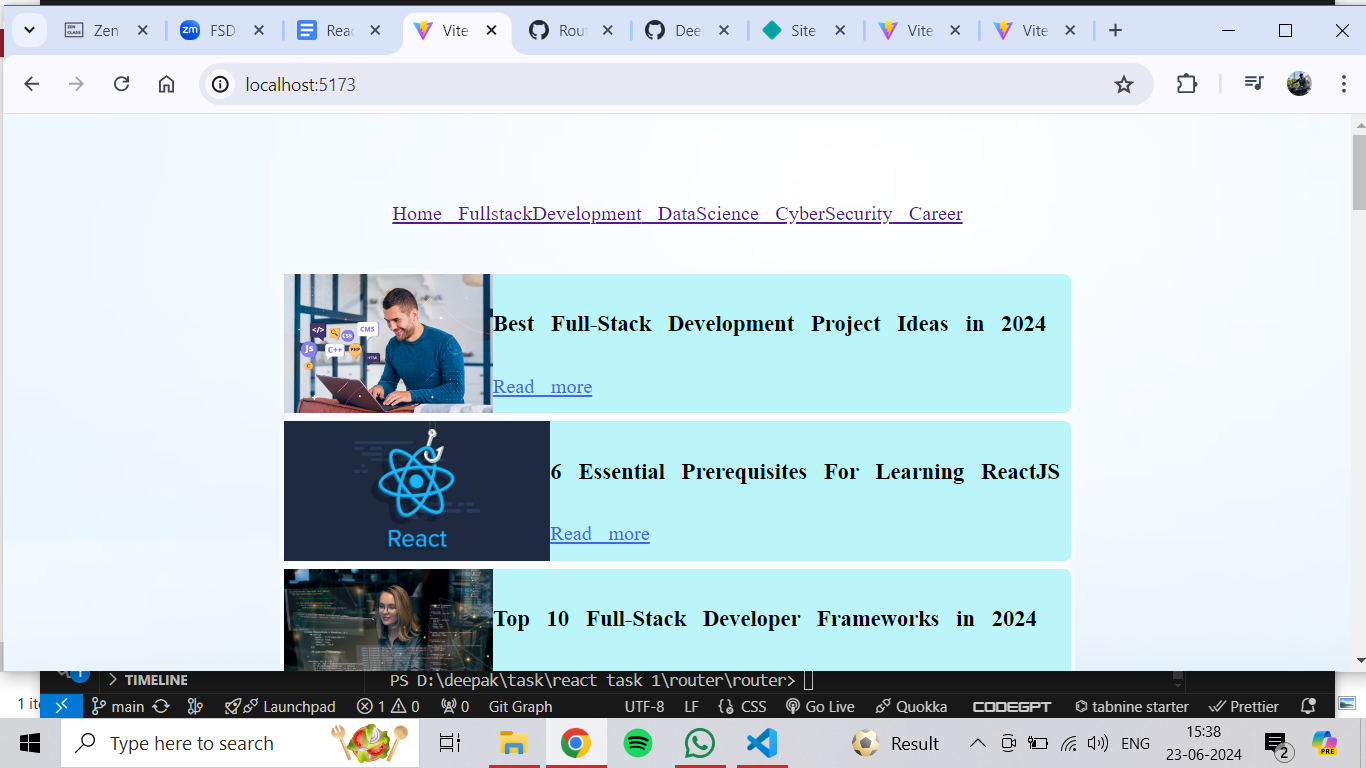 Zen
FSD
Reac
Vite
Rou
Dee
Site
Vite
Vite
localhost:5173
Home FullstackDevelopment DataScience CyberSecurity Career
</> CMS
CSS
JS C++ PHP
HTML
Best Full-Stack Development Project Ideas in 2024
Read more
React
6 Essential Prerequisites For Learning ReactJS
Read more
Top 10 Full-Stack Developer Frameworks in 2024
1
TIMELINE
PS D:\deepak\task\react task 1\router\router>
1 ite
main Launchpad 1 0 0 Git Graph UTF-8 LF {} CSS Go Live Quokka CODEGPT tabnine starter Prettier
Type here to search
Result
ENG
15:38
23-06-2024
2
PRE